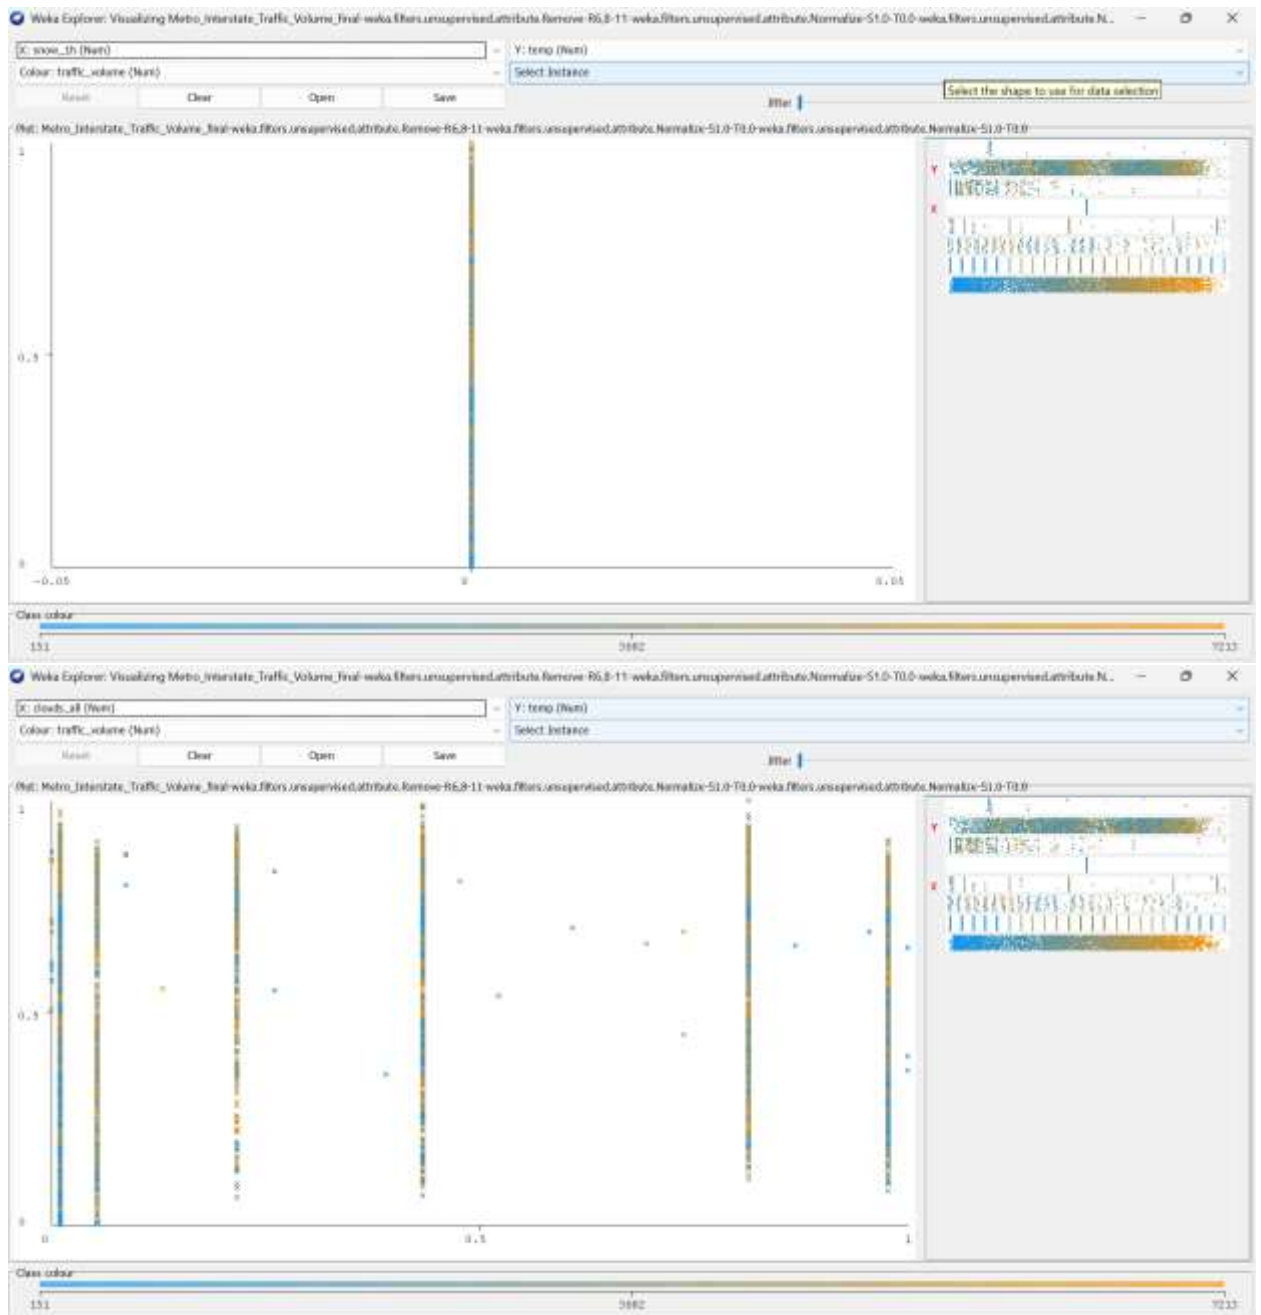 Weka Explorer: Visualizing Metro_Interstate_Traffic_Volume_final-weka.filters.unsupervised.attribute.Remove-R6,8-11-weka.filters.unsupervised.attribute.Normalize-S1.0-T0.0-weka.filters.unsupervised.attribute.N...
X: snow_1h (Num)
Y: temp (Num)
Colour: traffic_volume (Num)
Select Instance
Reset
Clear
Open
Save
Jitter
Select the shape to use for data selection
Plot: Metro_Interstate_Traffic_Volume_final-weka.filters.unsupervised.attribute.Remove-R6,8-11-weka.filters.unsupervised.attribute.Normalize-S1.0-T0.0-weka.filters.unsupervised.attribute.Normalize-S1.0-T0.0
1
Y
X
0.5
0
-0.05
0
0.05
Class colour
151
3682
7213
Weka Explorer: Visualizing Metro_Interstate_Traffic_Volume_final-weka.filters.unsupervised.attribute.Remove-R6,8-11-weka.filters.unsupervised.attribute.Normalize-S1.0-T0.0-weka.filters.unsupervised.attribute.N...
X: clouds_all (Num)
Y: temp (Num)
Colour: traffic_volume (Num)
Select Instance
Reset
Clear
Open
Save
Jitter
Plot: Metro_Interstate_Traffic_Volume_final-weka.filters.unsupervised.attribute.Remove-R6,8-11-weka.filters.unsupervised.attribute.Normalize-S1.0-T0.0-weka.filters.unsupervised.attribute.Normalize-S1.0-T0.0
1
Y
X
0.5
0
0
0.5
1
Class colour
151
3682
7213